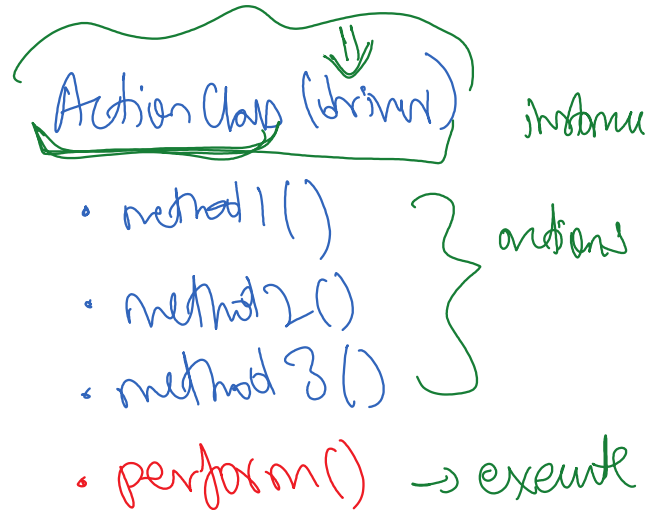 Action Class (driver) instance
• method1()
actions
• method2()
• method3()
• perform() → execute